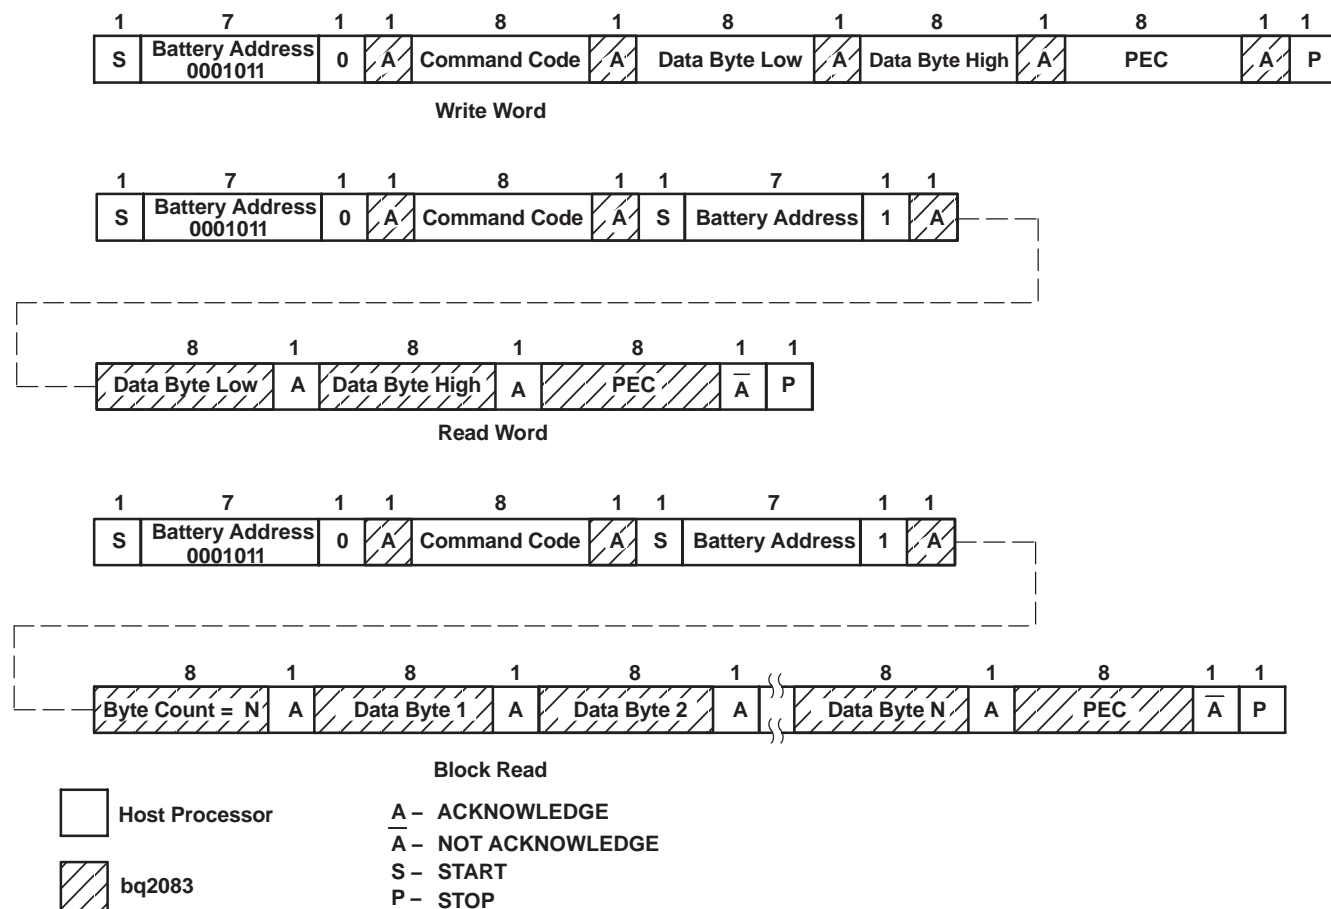 1 7 1 1 8 1 8 1 8 1 8 1 1
S Battery Address 0 A Command Code A Data Byte Low A Data Byte High A PEC A P
0001011
Write Word
1 7 1 1 8 1 1 7 1 1
S Battery Address 0 A Command Code A S Battery Address 1 A
0001011
8 1 8 1 8 1 1
Data Byte Low A Data Byte High A PEC A̅ P
Read Word
1 7 1 1 8 1 1 7 1 1
S Battery Address 0 A Command Code A S Battery Address 1 A
0001011
8 1 8 1 8 1 8 1 8 1 1
Byte Count = N A Data Byte 1 A Data Byte 2 A Data Byte N A PEC A̅ P
Block Read
Host Processor
A – ACKNOWLEDGE
A̅ – NOT ACKNOWLEDGE
S – START
bq2083
P – STOP